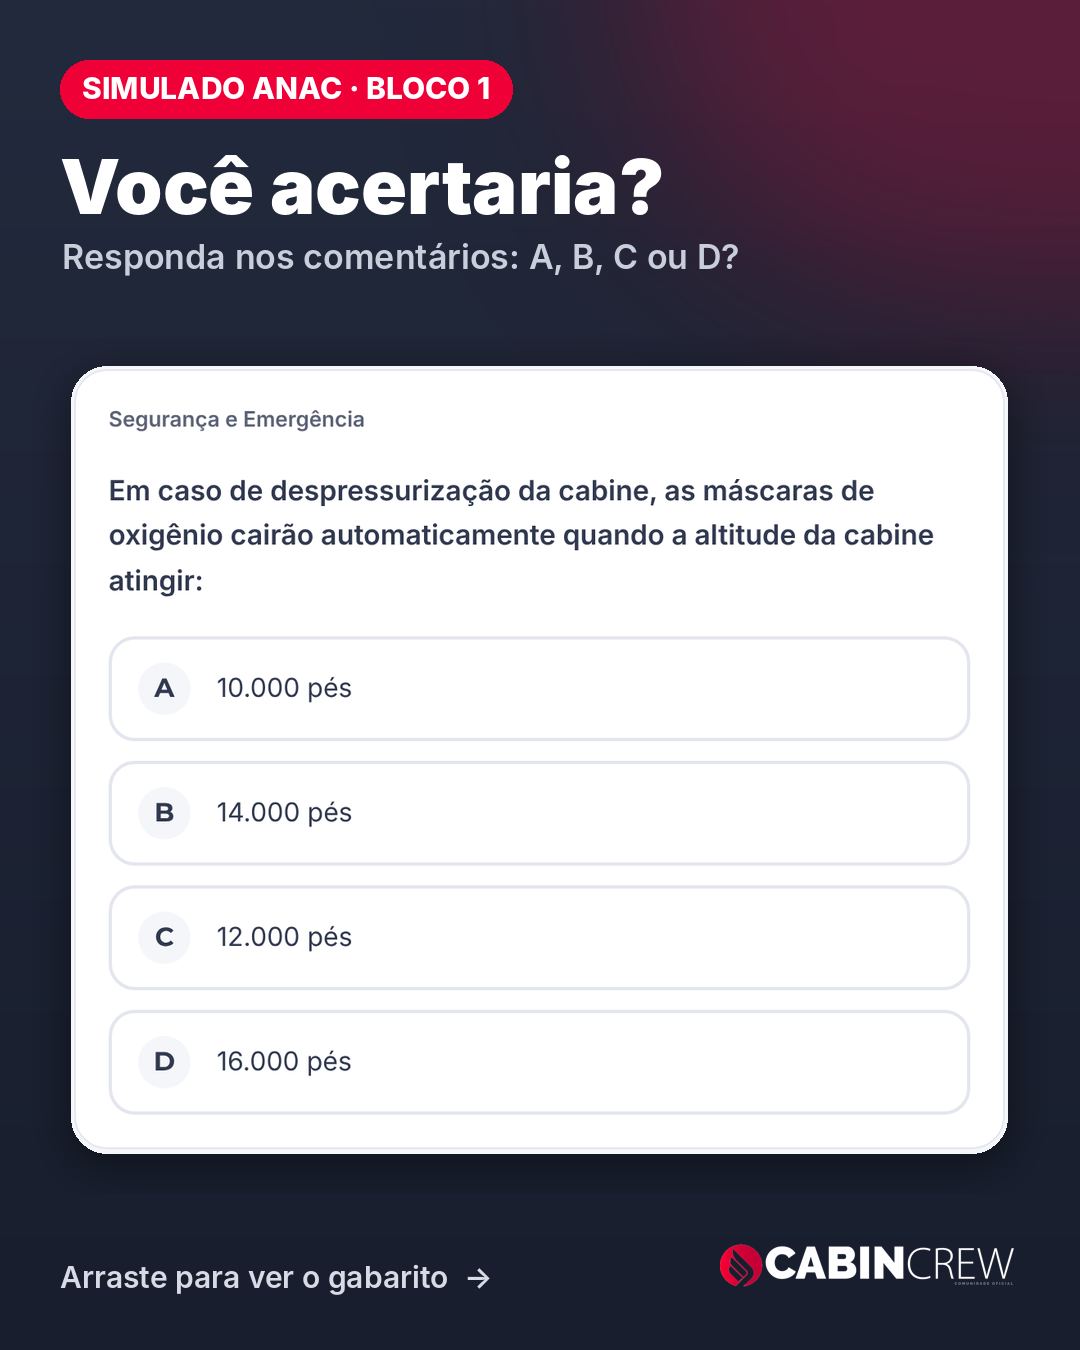 SIMULADO ANAC · BLOCO 1
Você acertaria?
Responda nos comentários: A, B, C ou D?
Segurança e Emergência
Em caso de despressurização da cabine, as máscaras de
oxigênio cairão automaticamente quando a altitude da cabine
atingir:
A 10.000 pés
B 14.000 pés
C 12.000 pés
D 16.000 pés
Arraste para ver o gabarito →
CABINCREW
COMUNIDADE OFICIAL